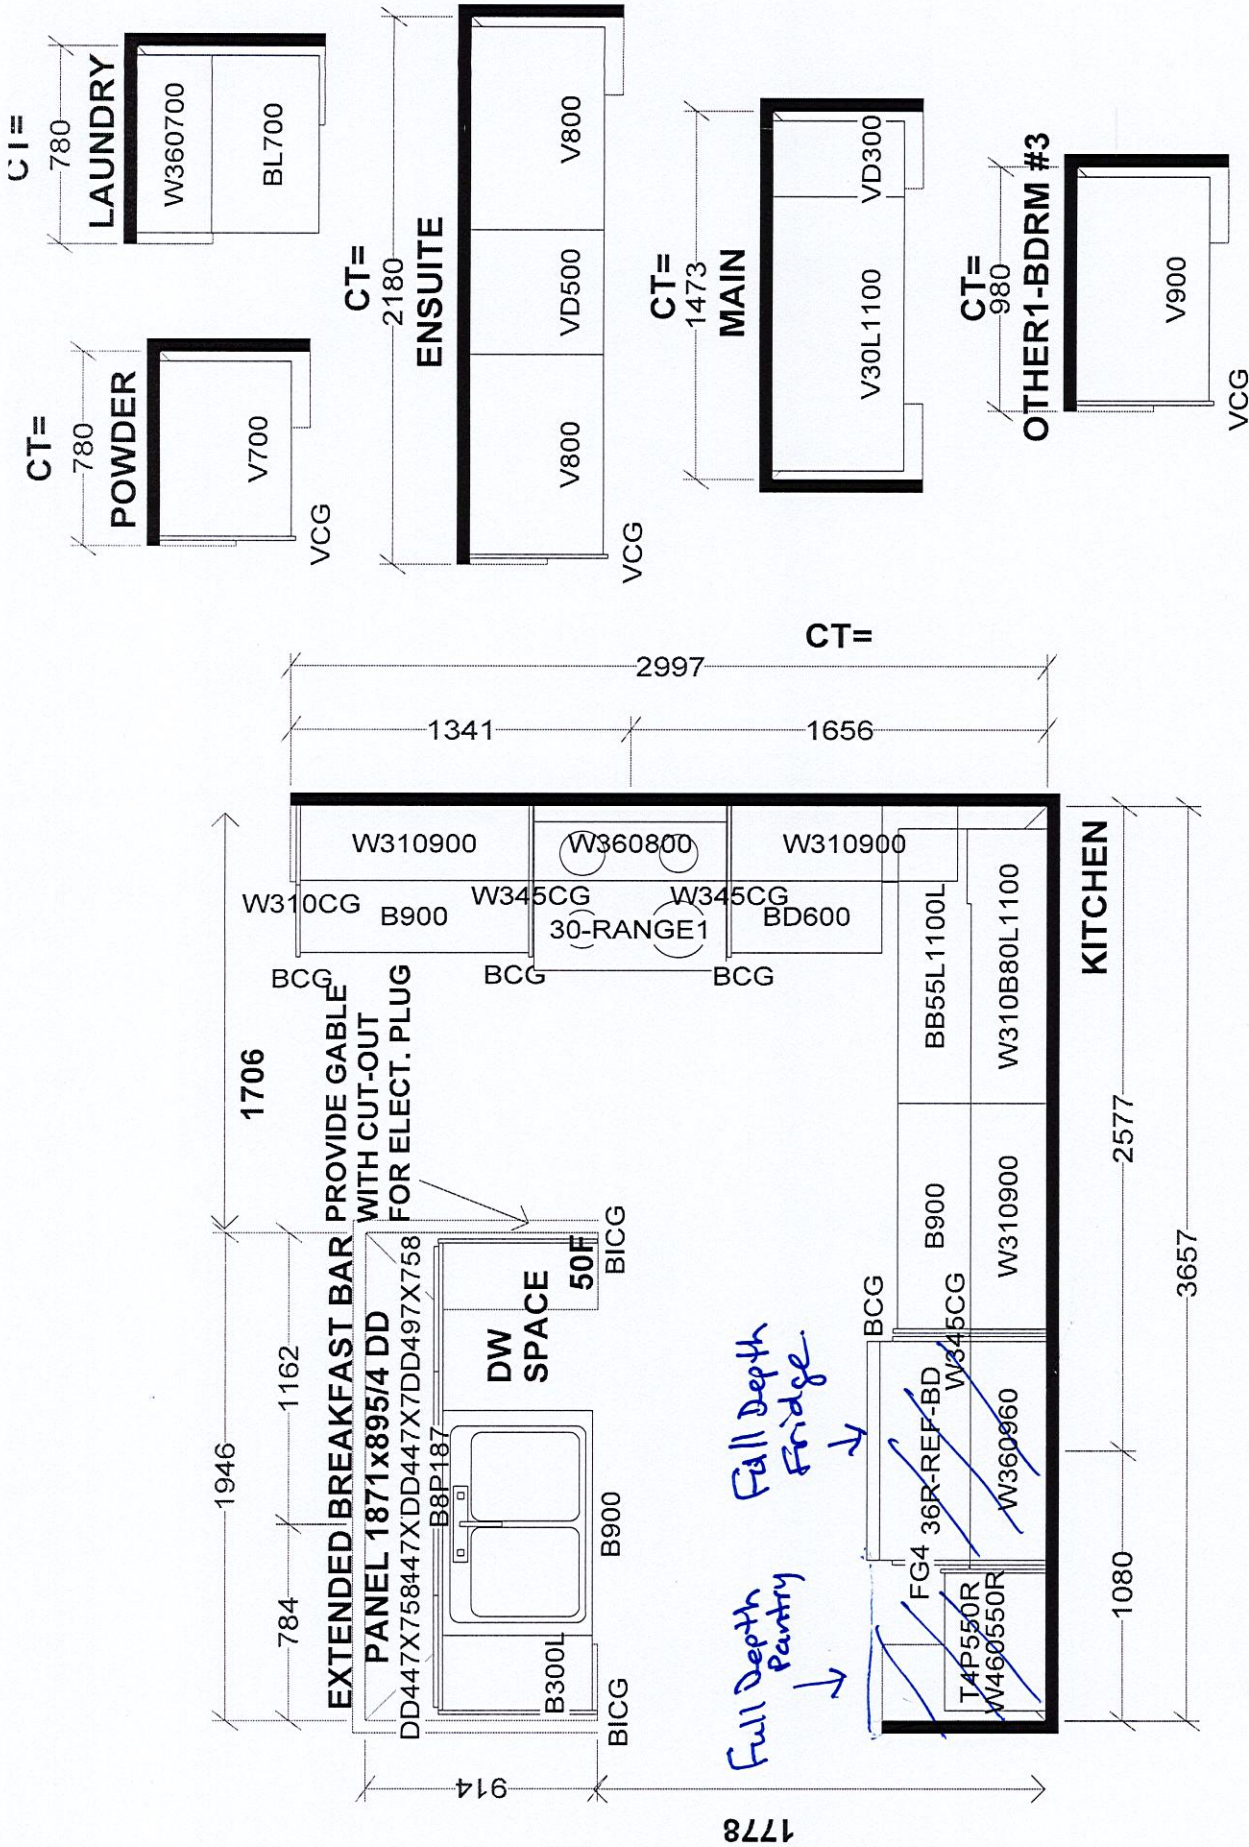 CT=
780
LAUNDRY
W360700
BL700
CT=
780
POWDER
V700
VCG
CT=
2180
ENSUITE
V800
VD500
V800
VCG
CT=
1473
MAIN
V30L1100
VD300
CT=
980
OTHER1-BDRM #3
V900
VCG
CT=
2997
1341
1656
W310900
W360800
W310900
W310CG
W345CG
W345CG
B900
30-RANGE1
BD600
BCG
BCG
BCG
BB55L1100L
W310B80L1100
KITCHEN
1706
PROVIDE GABLE
WITH CUT-OUT
FOR ELECT. PLUG
1946
784
1162
EXTENDED BREAKFAST BAR
PANEL 1871x895/4 DD
DD447X758447XDD447X7DD497X758
B8P187
DW
SPACE
50F
BICG
B300L
B900
BICG
914
1778
Full Depth
Fridge
Full Depth
Pantry
BCG
B900
W310900
W345CG
36R-REF-BD
W360960
FG4
T4P550R
W460550R
1080
2577
3657